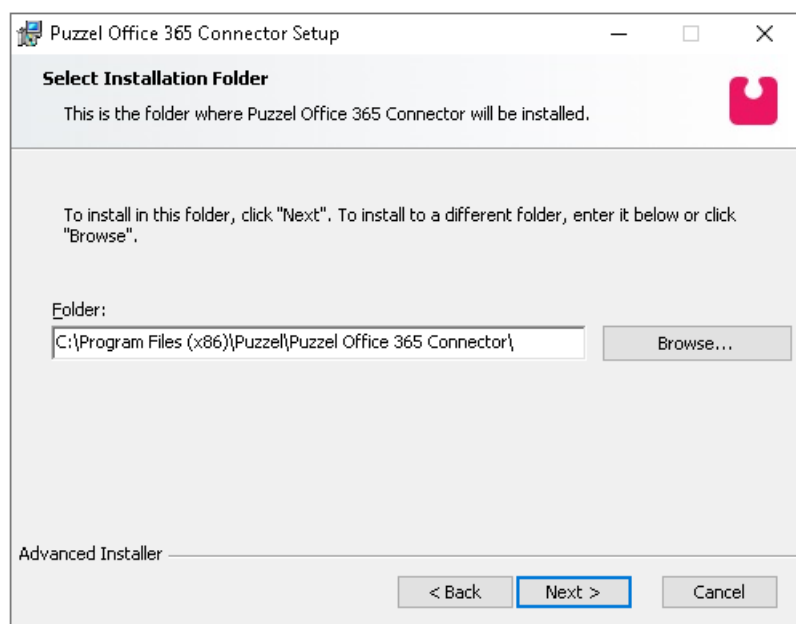 Puzzel Office 365 Connector Setup
Select Installation Folder
This is the folder where Puzzel Office 365 Connector will be installed.
To install in this folder, click "Next". To install to a different folder, enter it below or click
"Browse".
Folder:
C:\Program Files (x86)\Puzzel\Puzzel Office 365 Connector\
Browse...
Advanced Installer
< Back
Next >
Cancel